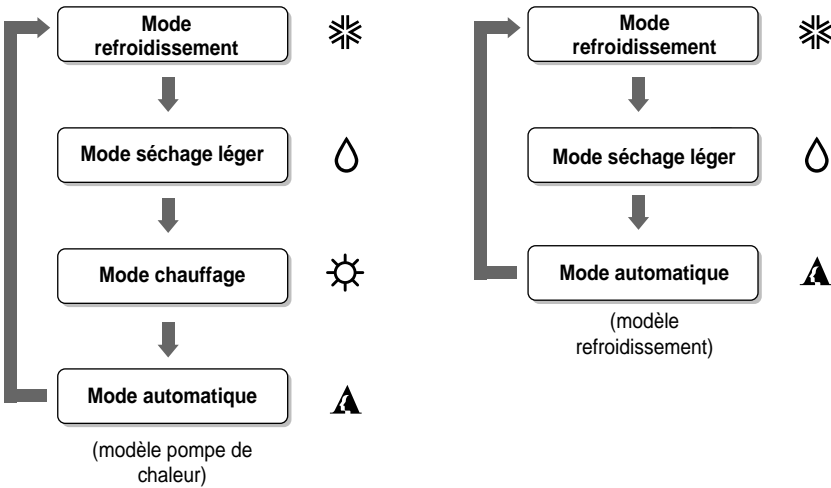 Mode
refroidissement
Mode séchage léger
Mode chauffage
Mode automatique
(modèle pompe de
chaleur)
Mode
refroidissement
Mode séchage léger
Mode automatique
(modèle
refroidissement)